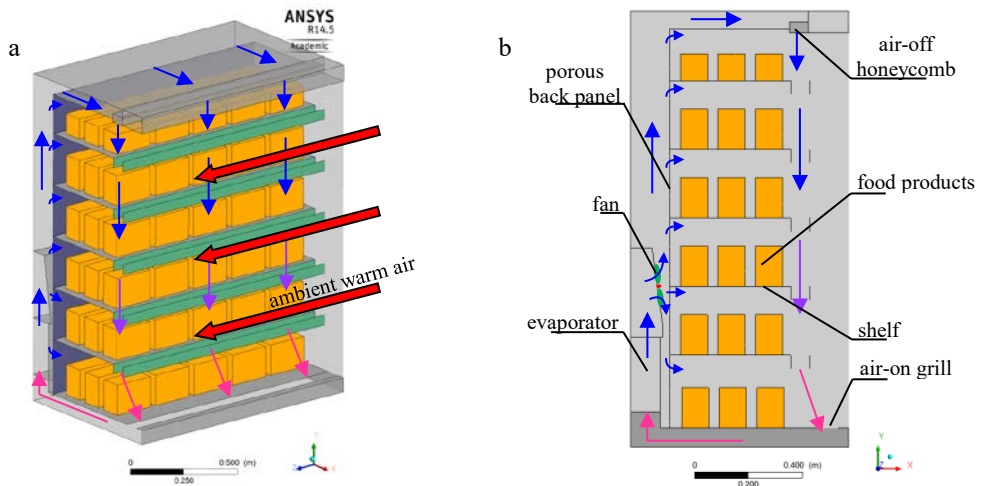 a
ANSYS
R14.5
Academic
ambient warm air
0
0.500 (m)
0.250
Y
Z
X
b
porous
back panel
fan
evaporator
air-off
honeycomb
food products
shelf
air-on grill
0
0.400 (m)
0.200
Y
Z
X